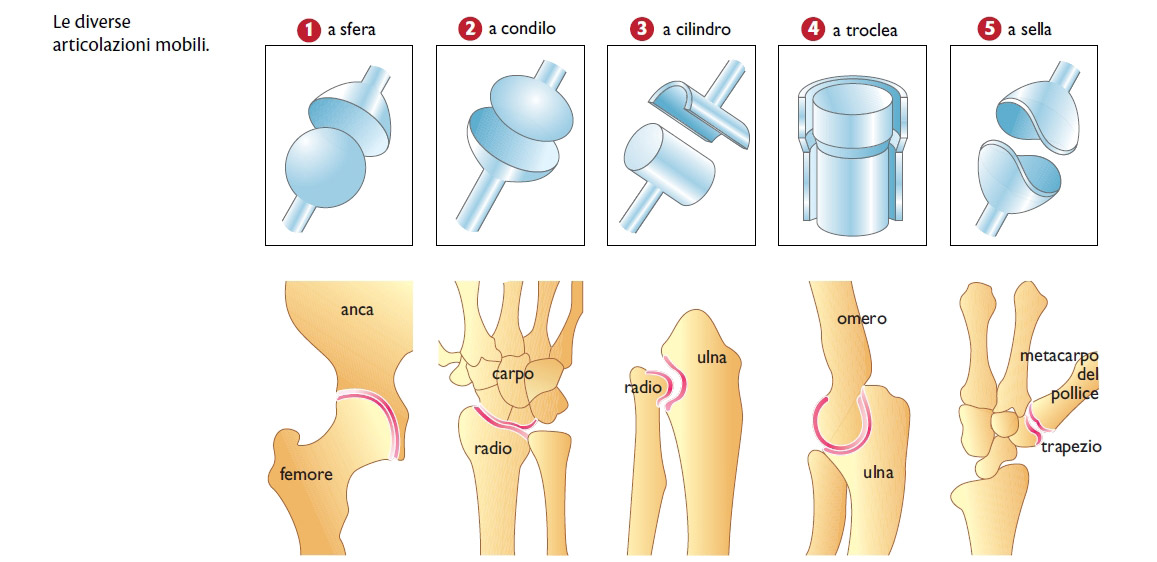 Le diverse
articolazioni mobili.
1 a sfera
2 a condilo
3 a cilindro
4 a troclea
5 a sella
anca
femore
carpo
radio
ulna
radio
omero
ulna
metacarpo
del
pollice
trapezio